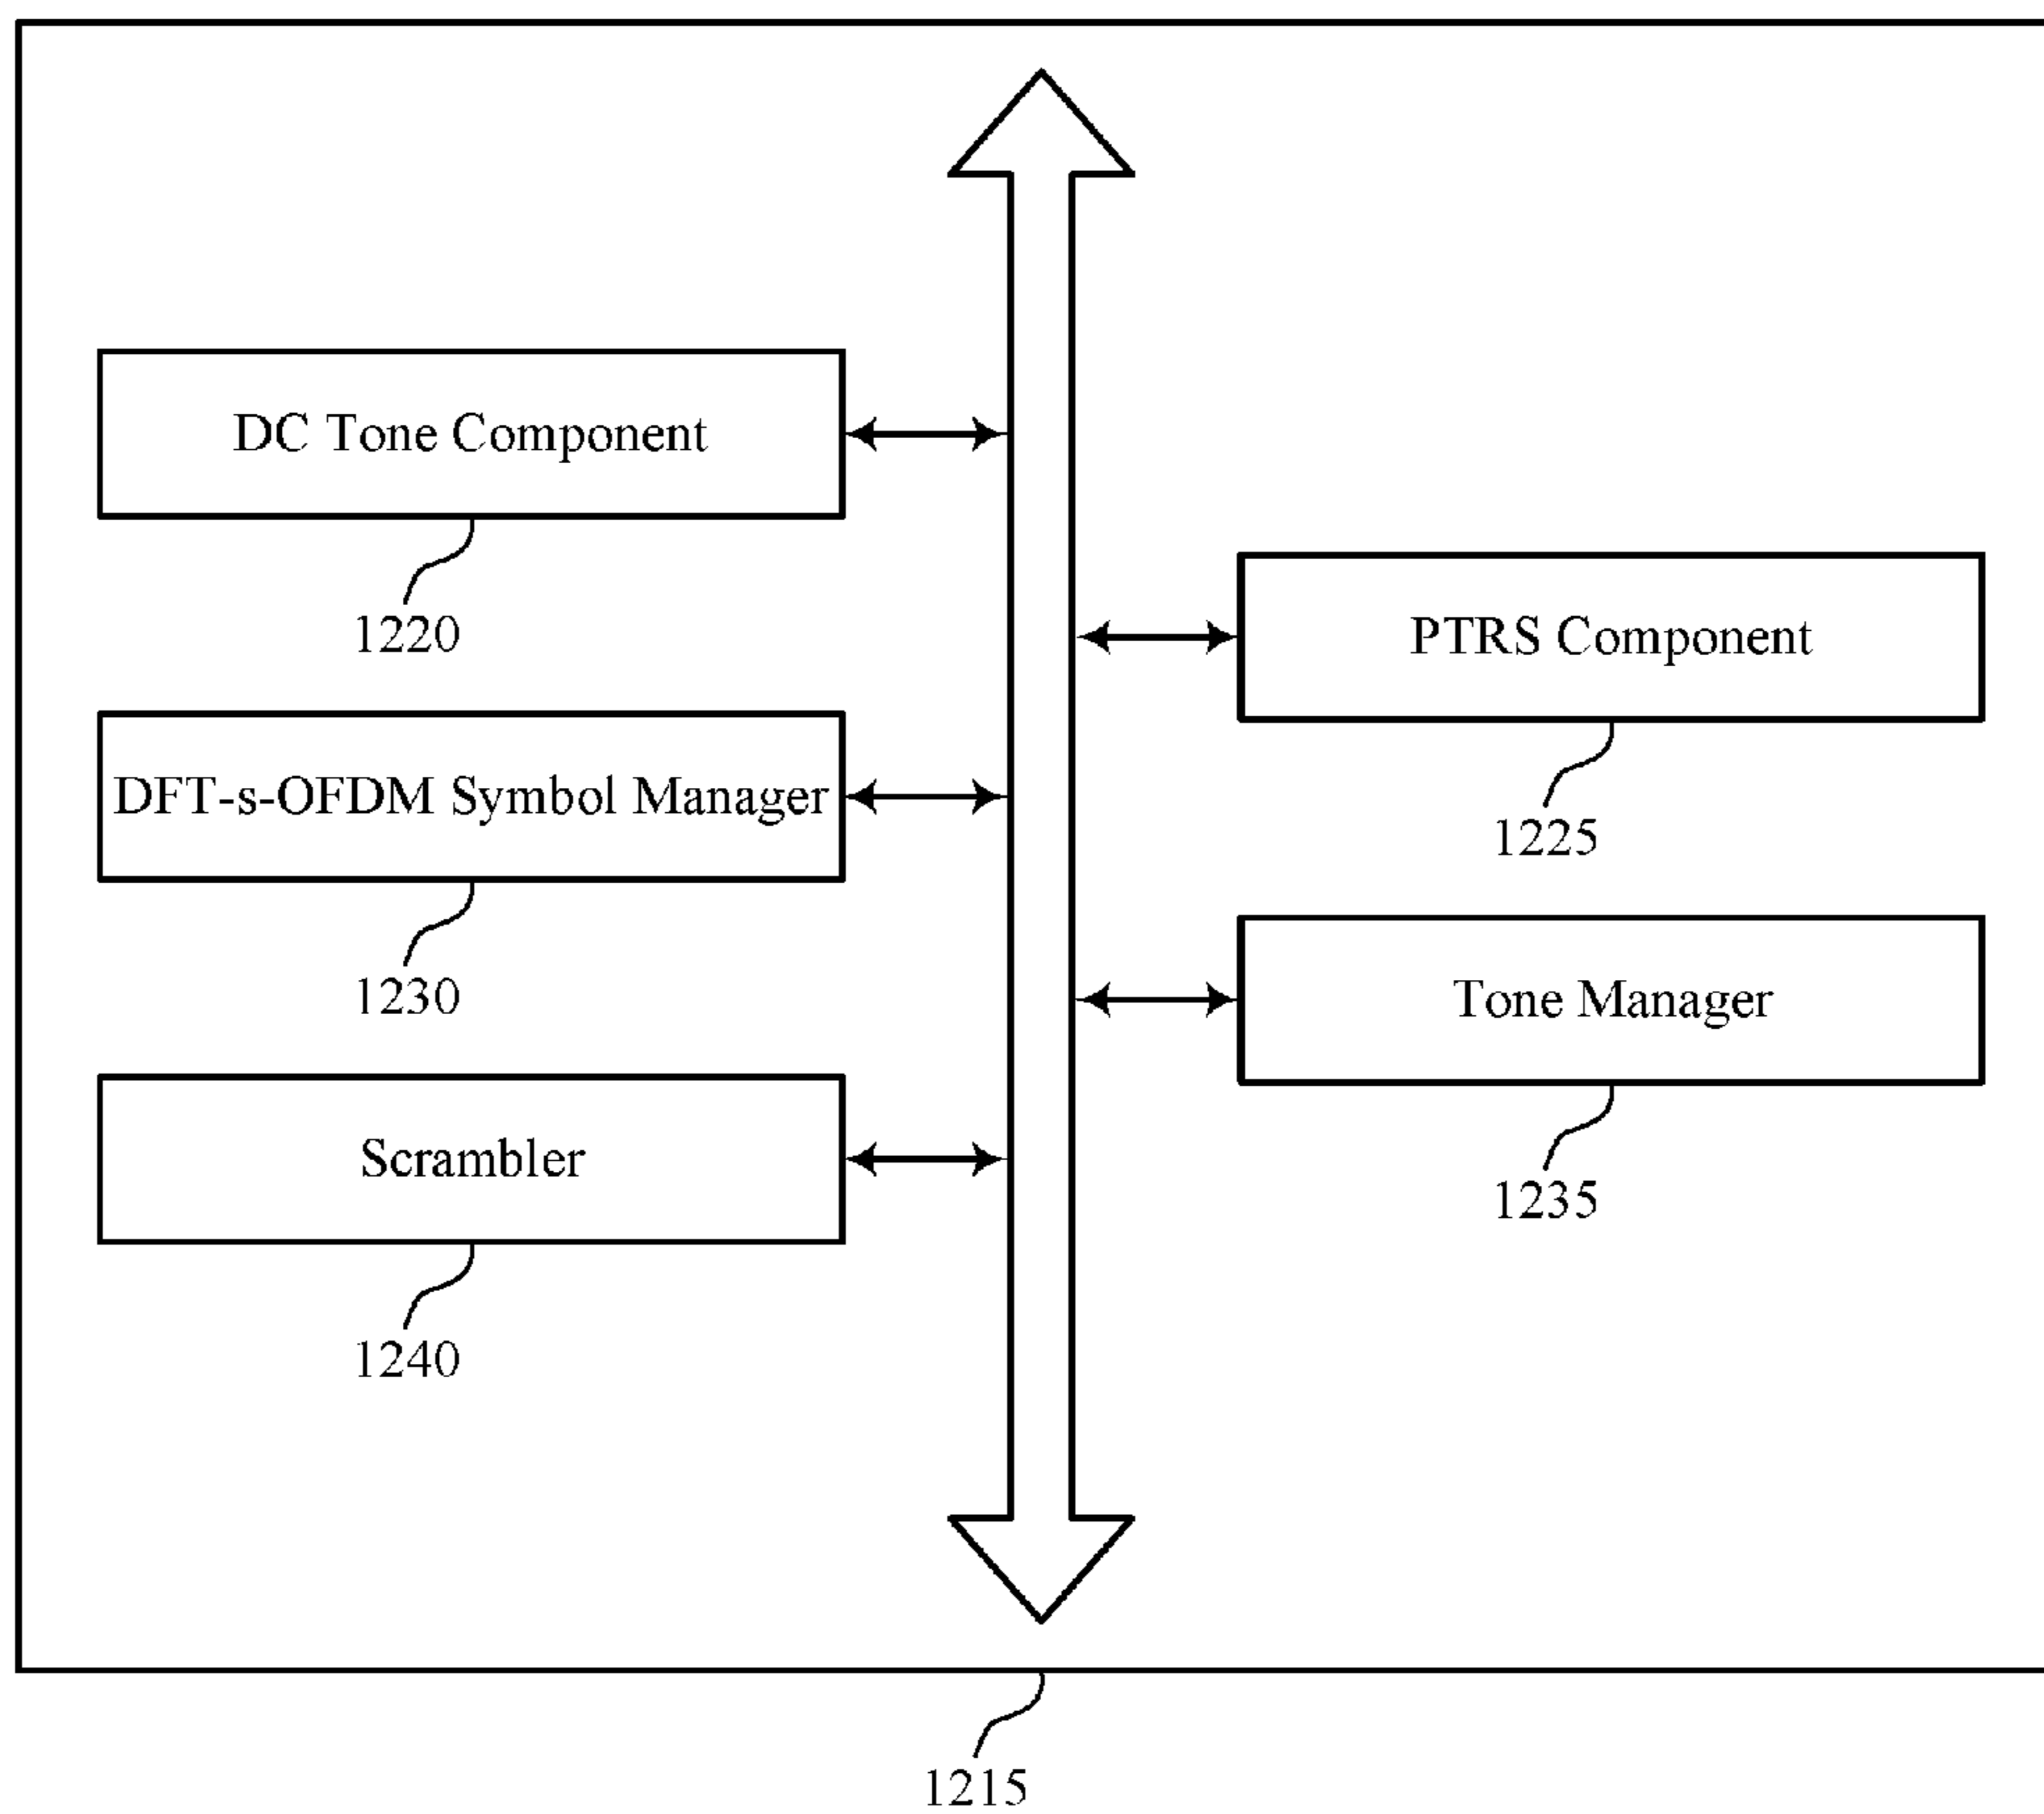 DC Tone Component
1220
PTRS Component
1225
DFT-s-OFDM Symbol Manager
1230
Tone Manager
1235
Scrambler
1240
1215